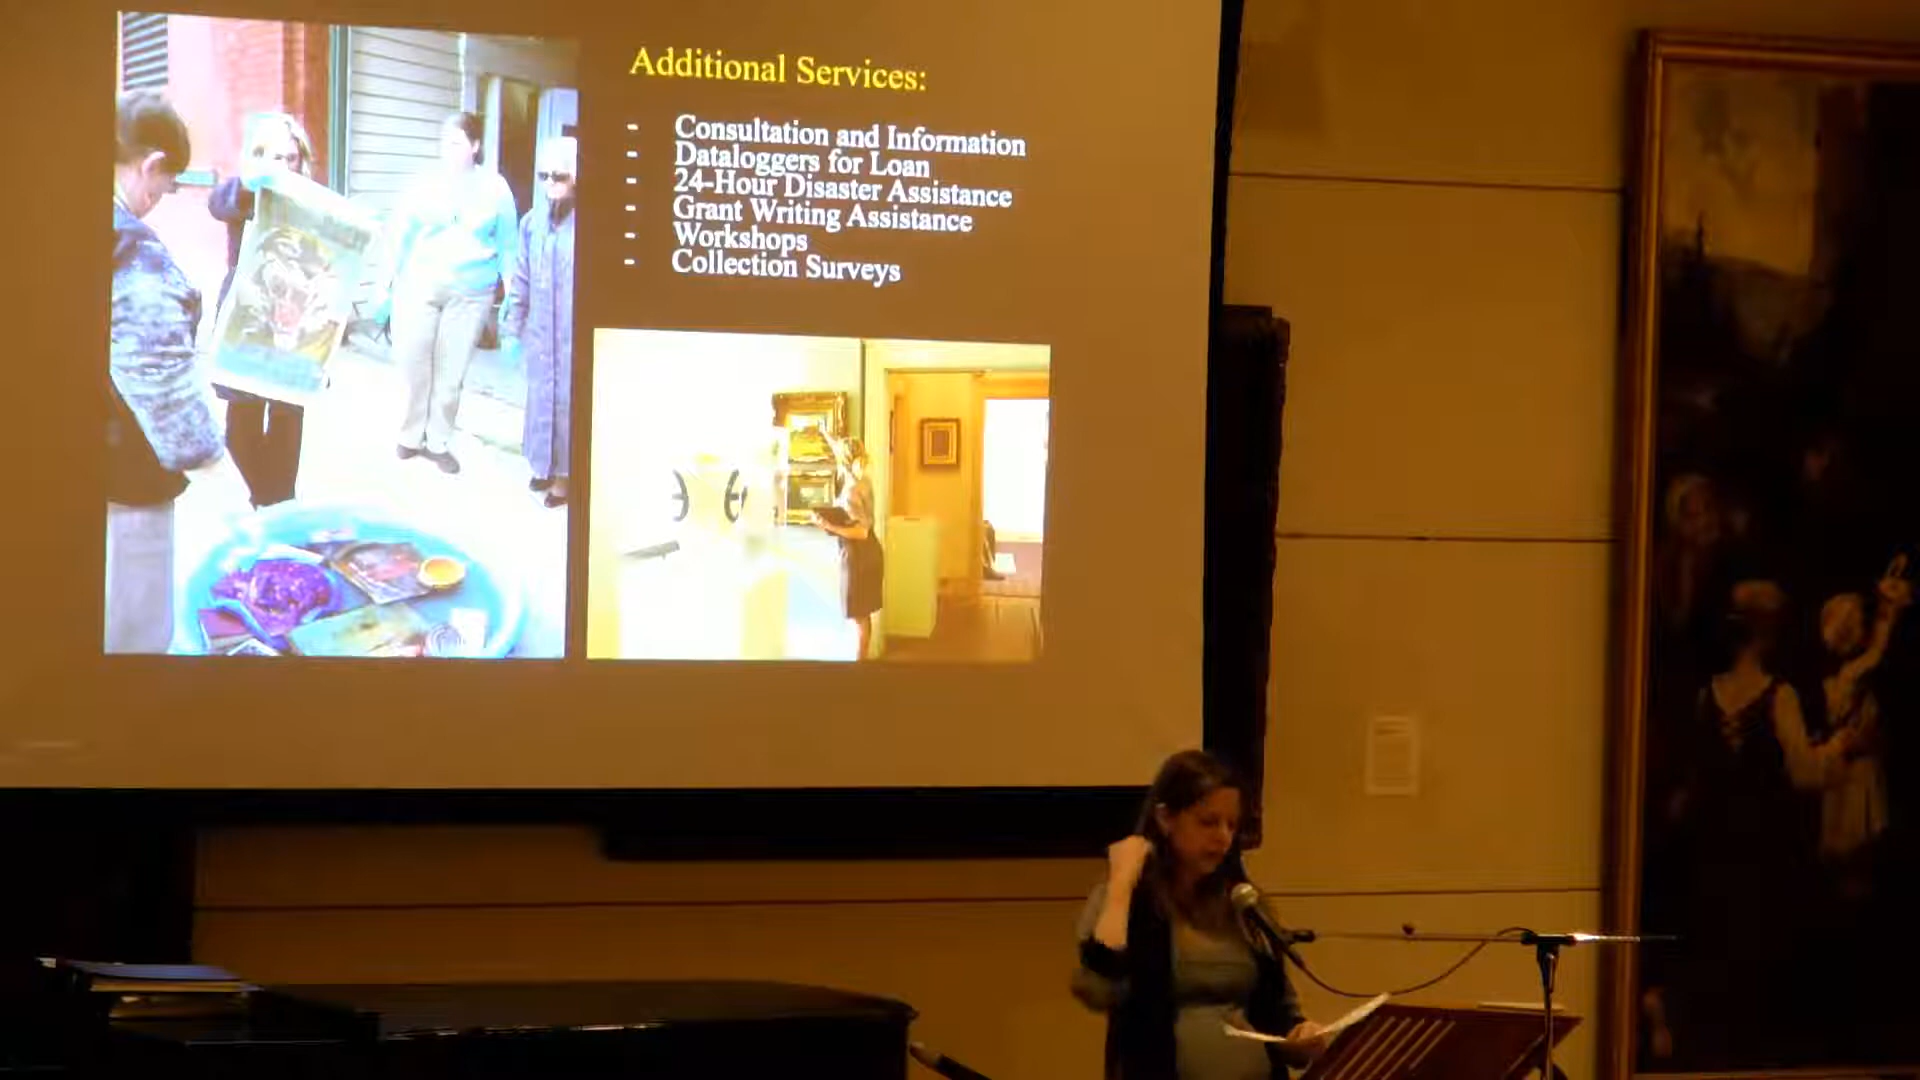 Additional Services:
- Consultation and Information
- Dataloggers for Loan
- 24-Hour Disaster Assistance
- Grant Writing Assistance
- Workshops
- Collection Surveys